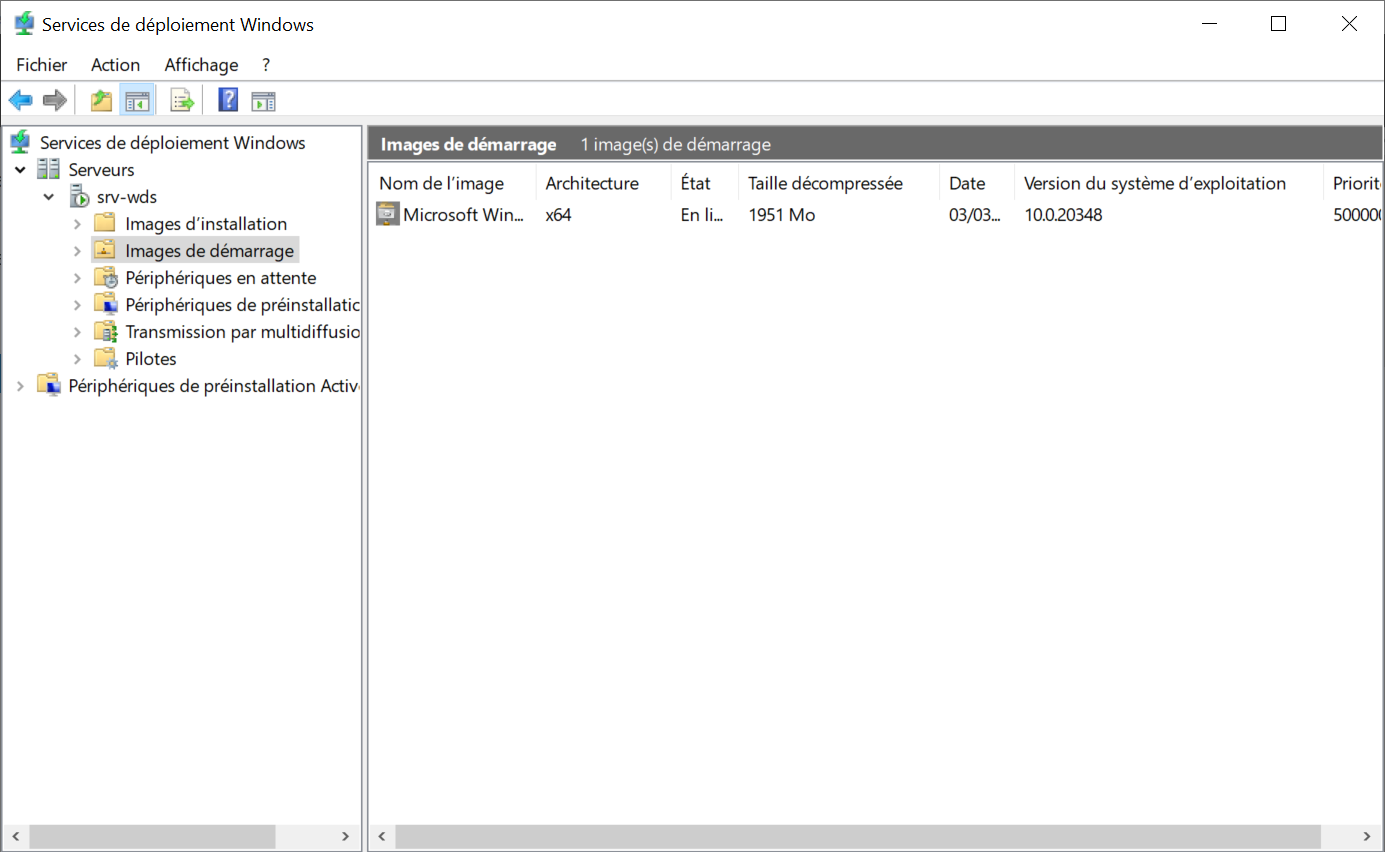 Services de déploiement Windows
Fichier Action Affichage ?
Services de déploiement Windows
Serveurs
srv-wds
Images d’installation
Images de démarrage
Périphériques en attente
Périphériques de préinstallatic
Transmission par multidiffusio
Pilotes
Périphériques de préinstallation Active
Images de démarrage 1 image(s) de démarrage
Nom de l’image Architecture État Taille décompressée Date Version du système d’exploitation Priorit
Microsoft Win... x64 En li... 1951 Mo 03/03... 10.0.20348 50000